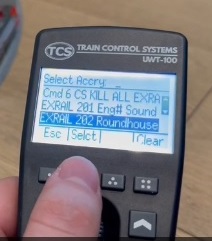 TCS TRAIN CONTROL SYSTEMS
UWT-100
Select Accry: _
Cmd 6 CS KILL ALL EXRA
EXRAIL 201 Eng# Sound
EXRAIL 202 Roundhouse
Esc |Selct| |Clear